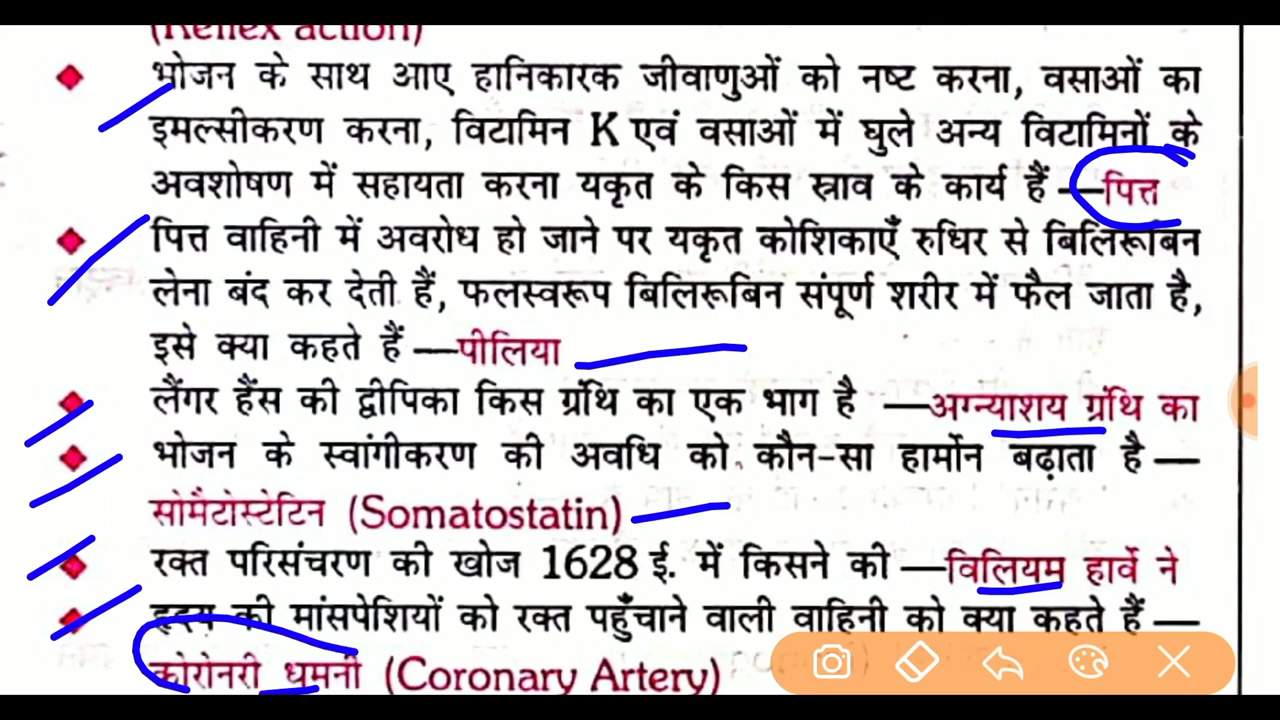 (Reflex action)
भोजन के साथ आए हानिकारक जीवाणुओं को नष्ट करना, वसाओं का
इमल्सीकरण करना, विटामिन K एवं वसाओं में घुले अन्य विटामिनों के
अवशोषण में सहायता करना यकृत के किस स्राव के कार्य हैं —पित्त
पित्त वाहिनी में अवरोध हो जाने पर यकृत कोशिकाएँ रुधिर से बिलिरूबिन
लेना बंद कर देती हैं, फलस्वरूप बिलिरूबिन संपूर्ण शरीर में फैल जाता है,
इसे क्या कहते हैं —पीलिया
लैंगर हैंस की द्वीपिका किस ग्रंथि का एक भाग है —अग्न्याशय ग्रंथि का
भोजन के स्वांगीकरण की अवधि को कौन-सा हार्मोन बढ़ाता है —
सोमैटोस्टेटिन (Somatostatin)
रक्त परिसंचरण की खोज 1628 ई. में किसने की —विलियम हार्वे ने
हृदय की मांसपेशियों को रक्त पहुँचाने वाली वाहिनी को क्या कहते हैं —
कोरोनरी धमनी (Coronary Artery)